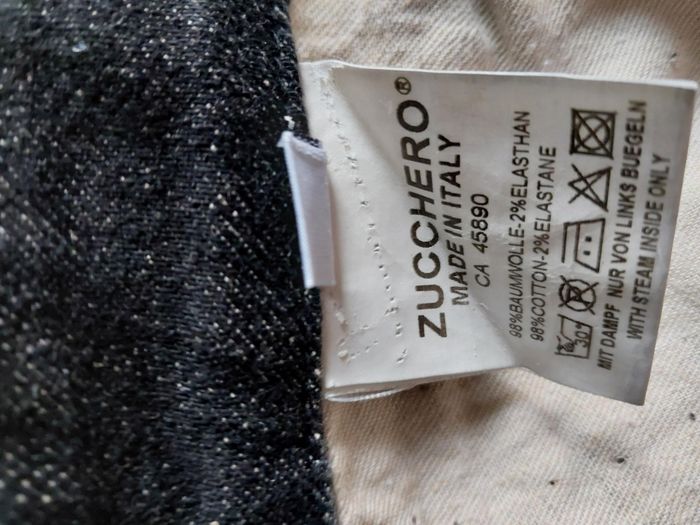 ZUCCHERO®
MADE IN ITALY
CA 45890
98%BAUMWOLLE-2%ELASTHAN
98%COTTON-2%ELASTANE
30°
MIT DAMPF NUR VON LINKS BUEGELN
WITH STEAM INSIDE ONLY